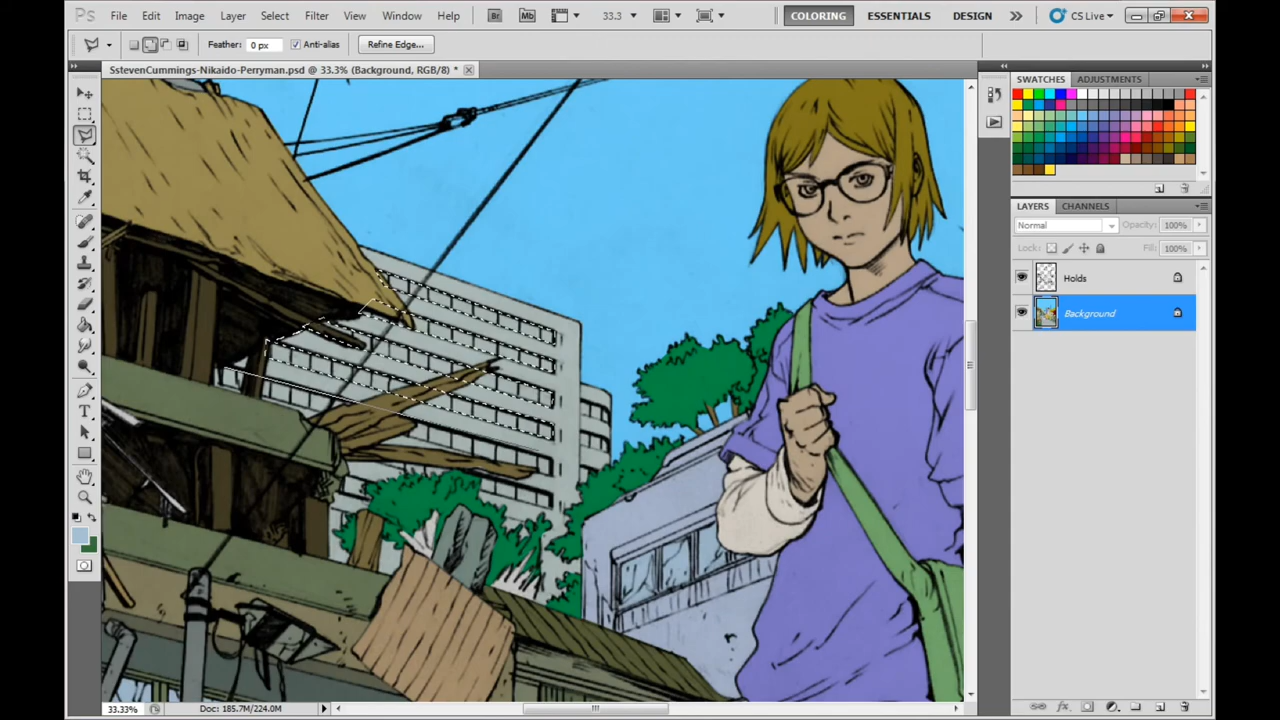 Ps File Edit Image Layer Select Filter View Window Help Br Mb 33.3 COLORING ESSENTIALS DESIGN CS Live
Feather: 0 px Anti-alias Refine Edge...
SstevenCummings-Nikaido-Perryman.psd @ 33.3% (Background, RGB/8) *
SWATCHES ADJUSTMENTS
LAYERS CHANNELS
Normal Opacity: 100%
Lock: Fill: 100%
Holds
Background
T
33.33% Doc: 185.7M/224.0M
fx